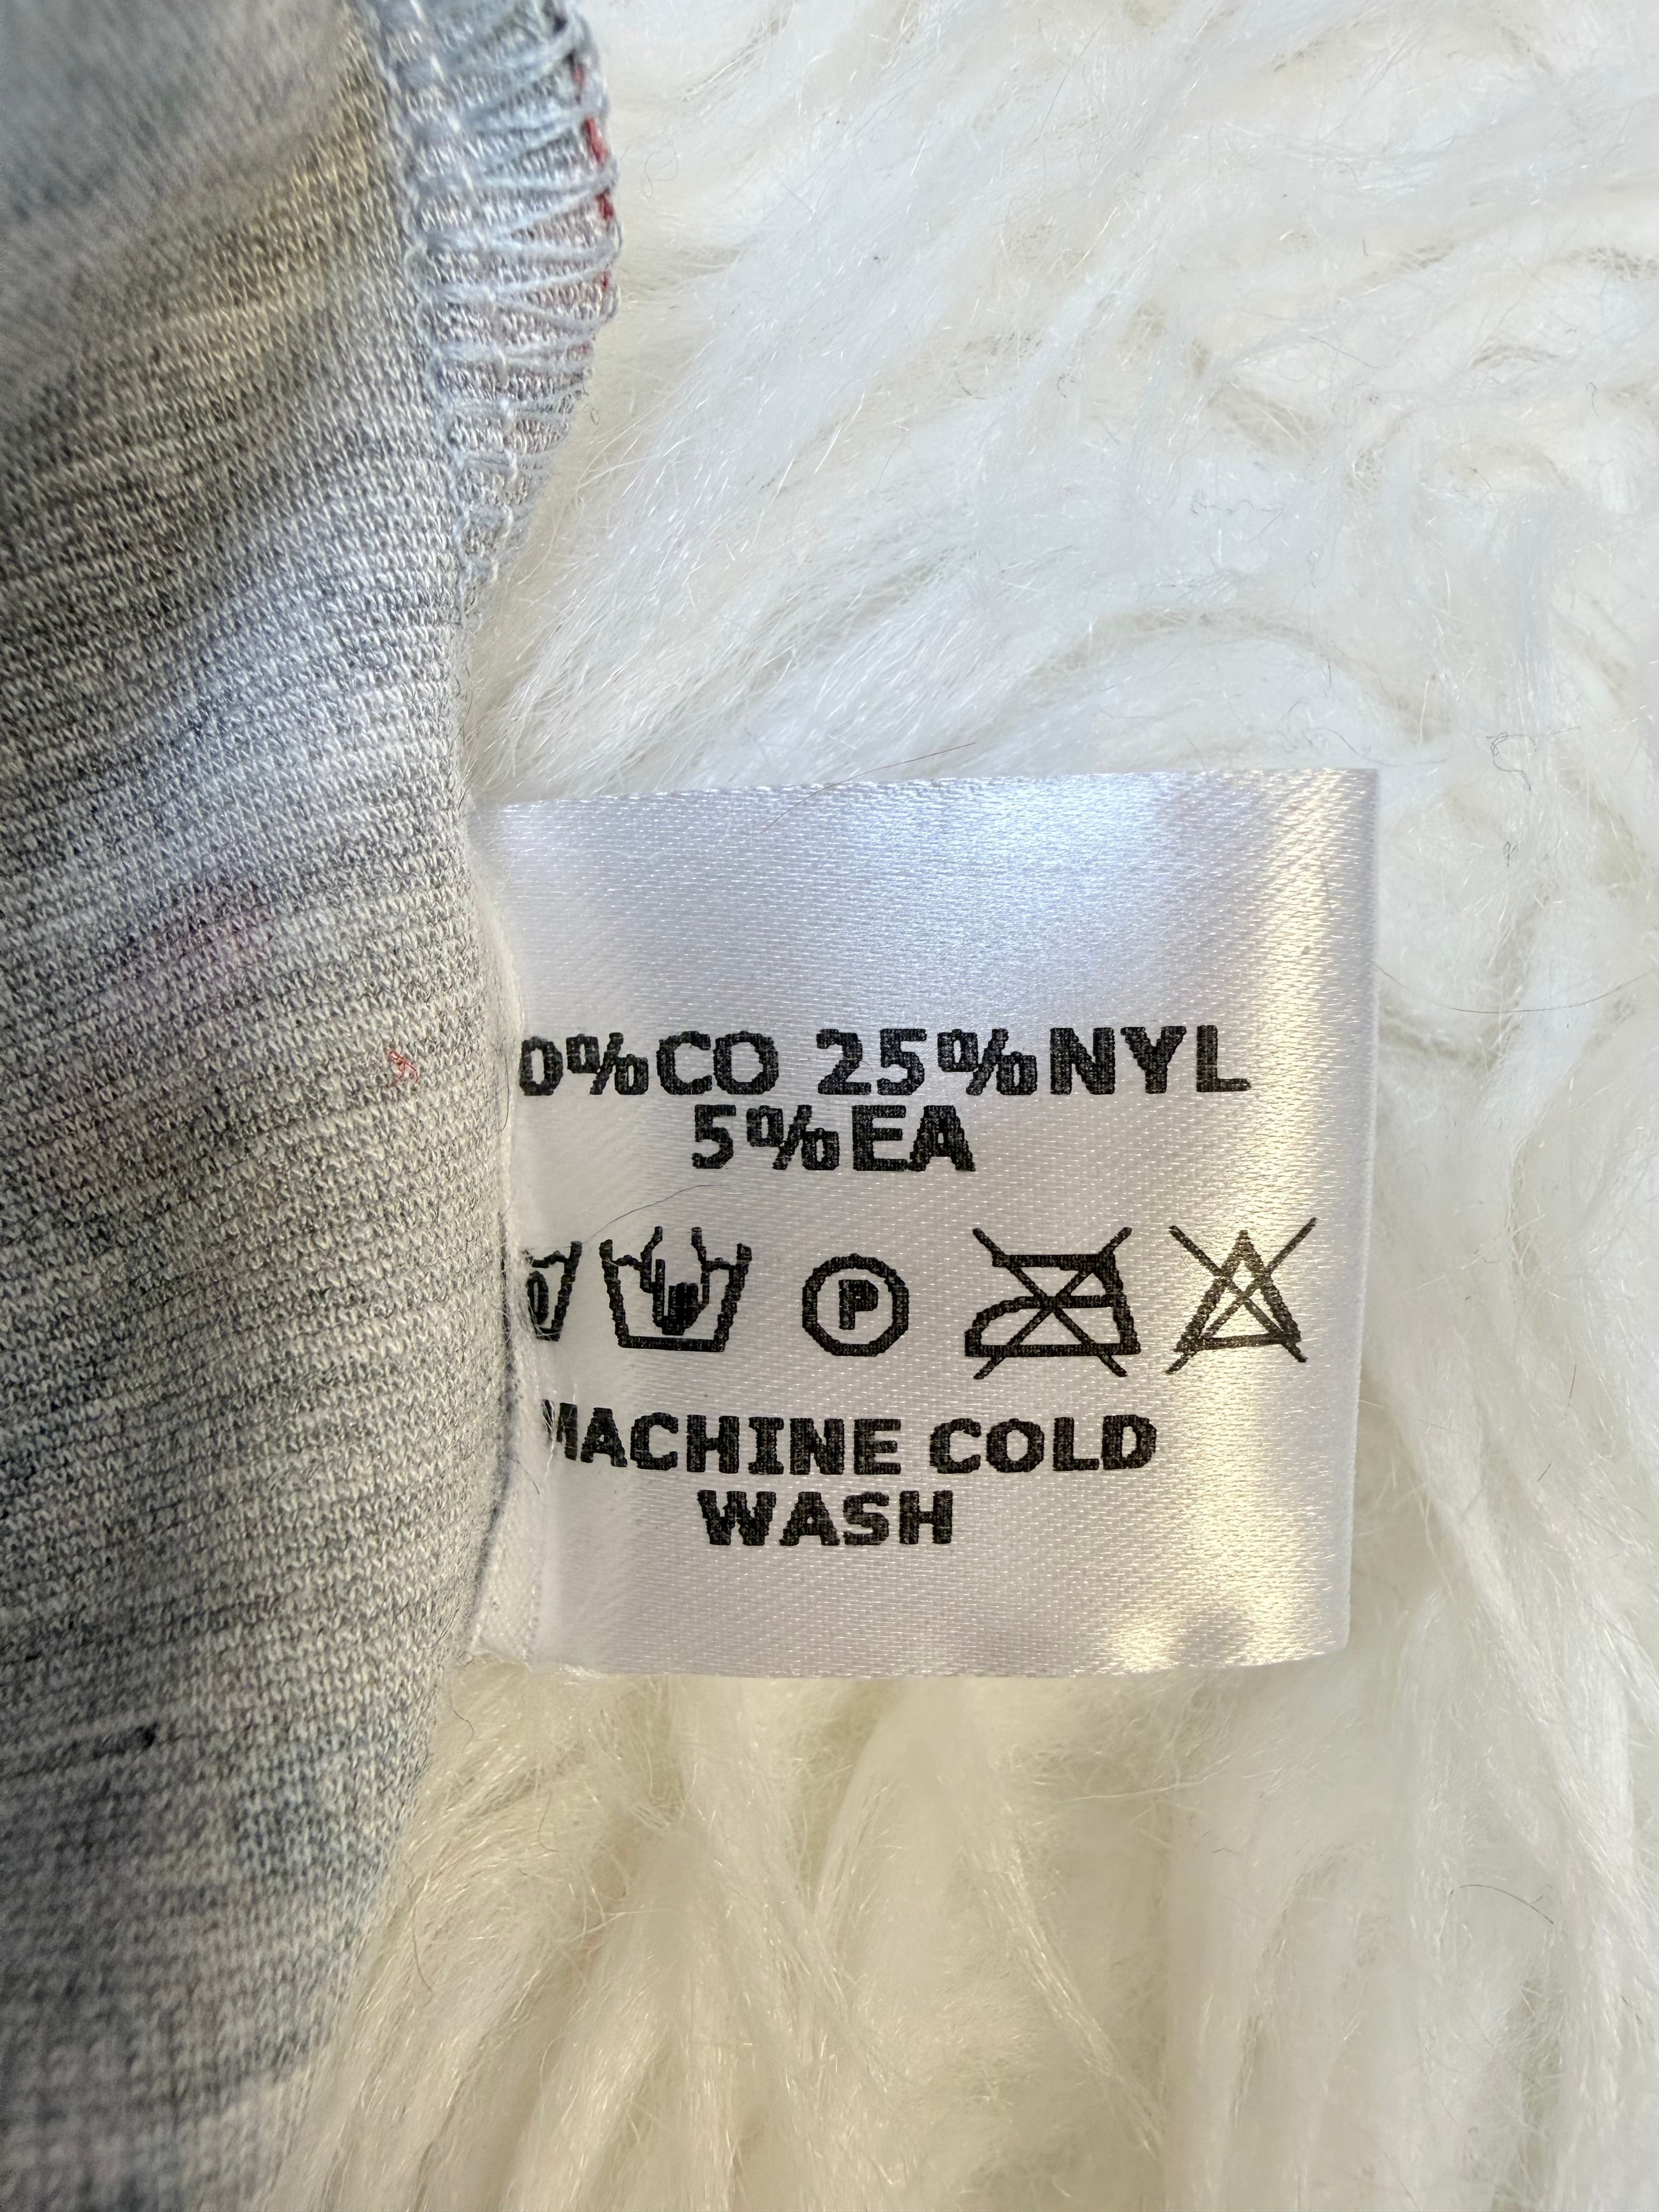 0%CO 25%NYL
5%EA
P
MACHINE COLD
WASH